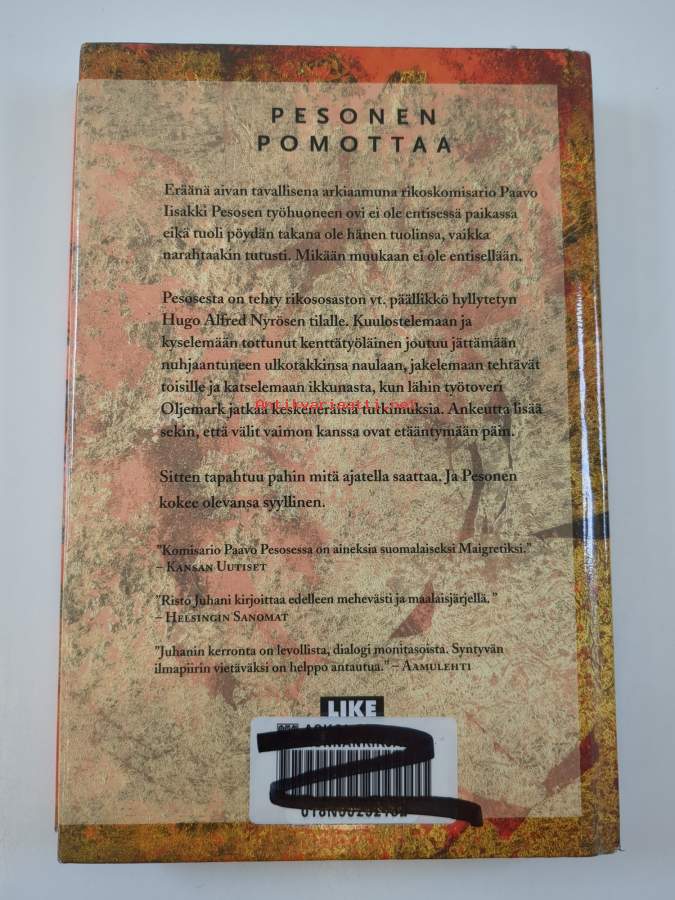 PESONEN
POMOTTAA
Eräänä aivan tavallisena arkiaamuna rikoskomisario Paavo
Iisakki Pesosen työhuoneen ovi ei ole entisessä paikassa
eikä tuoli pöydän takana ole hänen tuolinsa, vaikka
narahtaakin tutusti. Mikään muukaan ei ole entisellään.
Pesosesta on tehty rikososaston vt. päällikkö hyllytetyn
Hugo Alfred Nyrösen tilalle. Kuulostelemaan ja
kyselemään tottunut kenttätyöläinen joutuu jättämään
nuhjaantuneen ulkotakkinsa naulaan, jakelemaan tehtävät
toisille ja katselemaan ikkunasta, kun lähin työtoveri
Oljemark jatkaa keskeneräisiä tutkimuksia. Ankeutta lisää
sekin, että välit vaimon kanssa ovat etääntymään päin.
Sitten tapahtuu pahin mitä ajatella saattaa. Ja Pesonen
kokee olevansa syyllinen.
"Komisario Paavo Pesosessa on aineksia suomalaiseksi Maigretiksi."
– Kansan Uutiset
"Risto Juhani kirjoittaa edelleen mehevästi ja maalaisjärjellä."
– Helsingin Sanomat
"Juhanin kerronta on levollista, dialogi monitasoista. Syntyvän
ilmapiirin vietäväksi on helppo antautua." – Aamulehti
LIKE